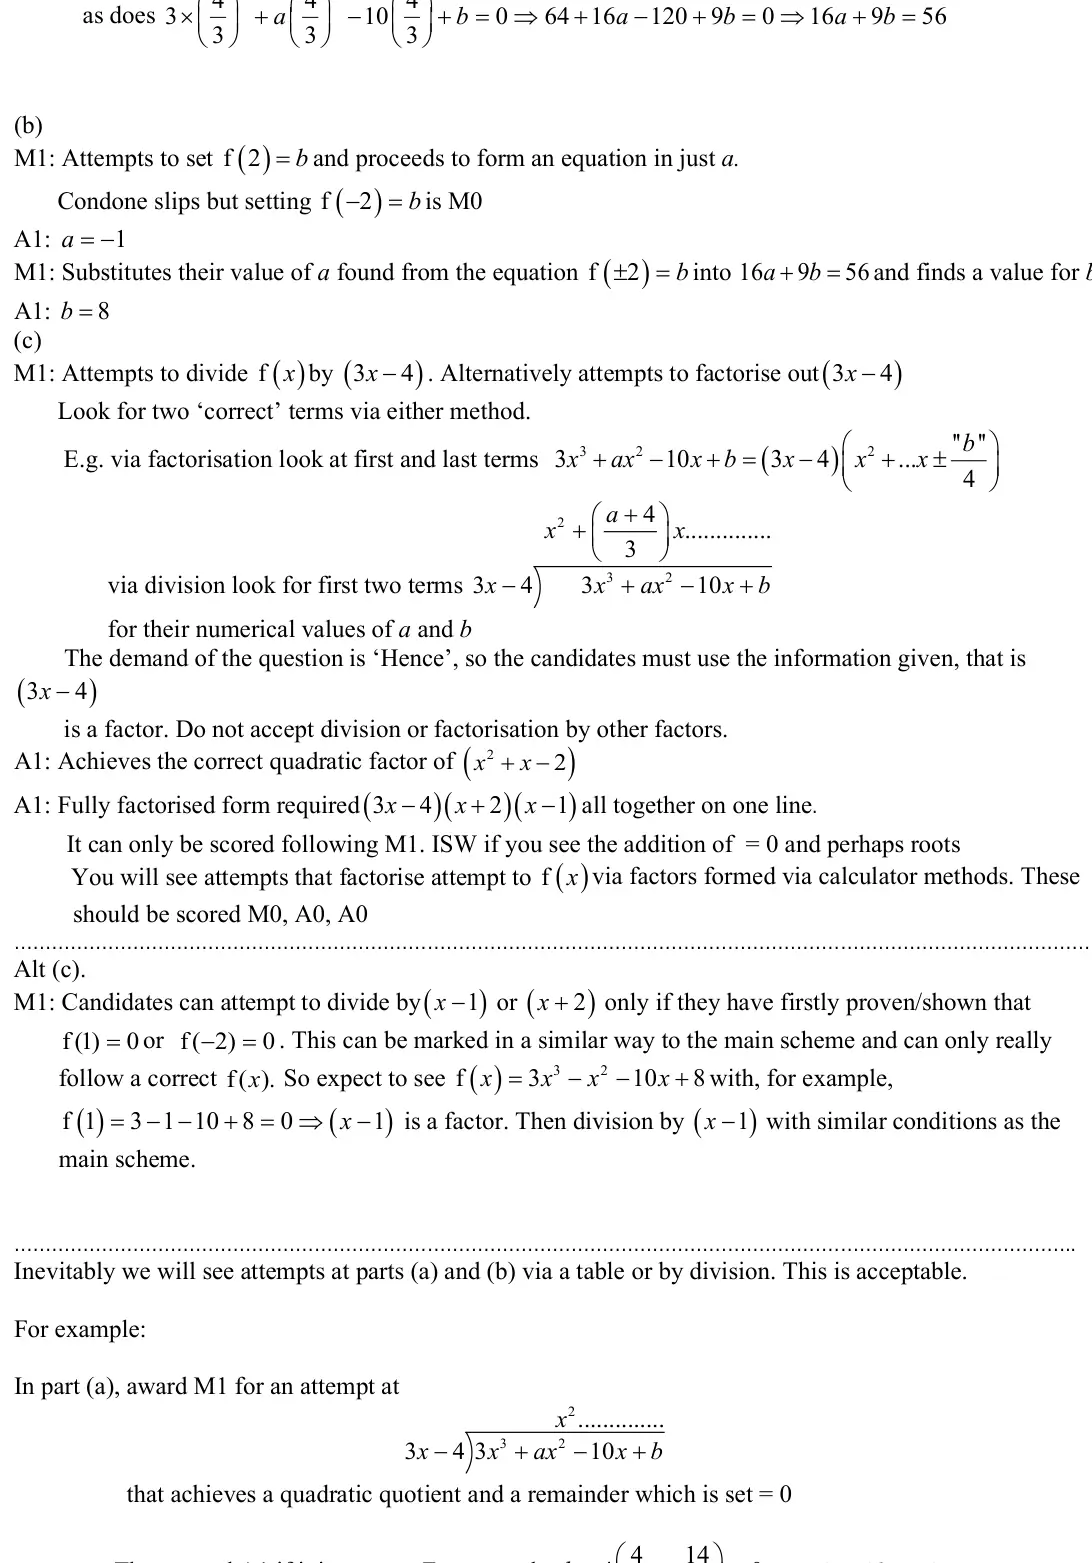 as does 3×(4/3) + a(4/3) −10(4/3) + b = 0 ⇒ 64 + 16a − 120 + 9b = 0 ⇒ 16a + 9b = 56
(b)
M1: Attempts to set f(2) = b and proceeds to form an equation in just a.
Condone slips but setting f(−2) = b is M0
A1: a = −1
M1: Substitutes their value of a found from the equation f(±2) = b into 16a + 9b = 56 and finds a value for b
A1: b = 8
(c)
M1: Attempts to divide f(x) by (3x − 4). Alternatively attempts to factorise out (3x − 4)
Look for two ‘correct’ terms via either method.
E.g. via factorisation look at first and last terms 3x³ + ax² − 10x + b = (3x − 4)(x² + ...x ± "b"/4)
x² + ((a + 4)/3)x..............
via division look for first two terms 3x − 4) 3x³ + ax² − 10x + b
for their numerical values of a and b
The demand of the question is ‘Hence’, so the candidates must use the information given, that is
(3x − 4)
is a factor. Do not accept division or factorisation by other factors.
A1: Achieves the correct quadratic factor of (x² + x − 2)
A1: Fully factorised form required (3x − 4)(x + 2)(x − 1) all together on one line.
It can only be scored following M1. ISW if you see the addition of = 0 and perhaps roots
You will see attempts that factorise attempt to f(x) via factors formed via calculator methods. These
should be scored M0, A0, A0
Alt (c).
M1: Candidates can attempt to divide by (x − 1) or (x + 2) only if they have firstly proven/shown that
f(1) = 0 or f(−2) = 0. This can be marked in a similar way to the main scheme and can only really
follow a correct f(x). So expect to see f(x) = 3x³ − x² − 10x + 8 with, for example,
f(1) = 3 − 1 − 10 + 8 = 0 ⇒ (x − 1) is a factor. Then division by (x − 1) with similar conditions as the
main scheme.
Inevitably we will see attempts at parts (a) and (b) via a table or by division. This is acceptable.
For example:
In part (a), award M1 for an attempt at
x²..............
3x − 4)3x³ + ax² − 10x + b
that achieves a quadratic quotient and a remainder which is set = 0
4 14